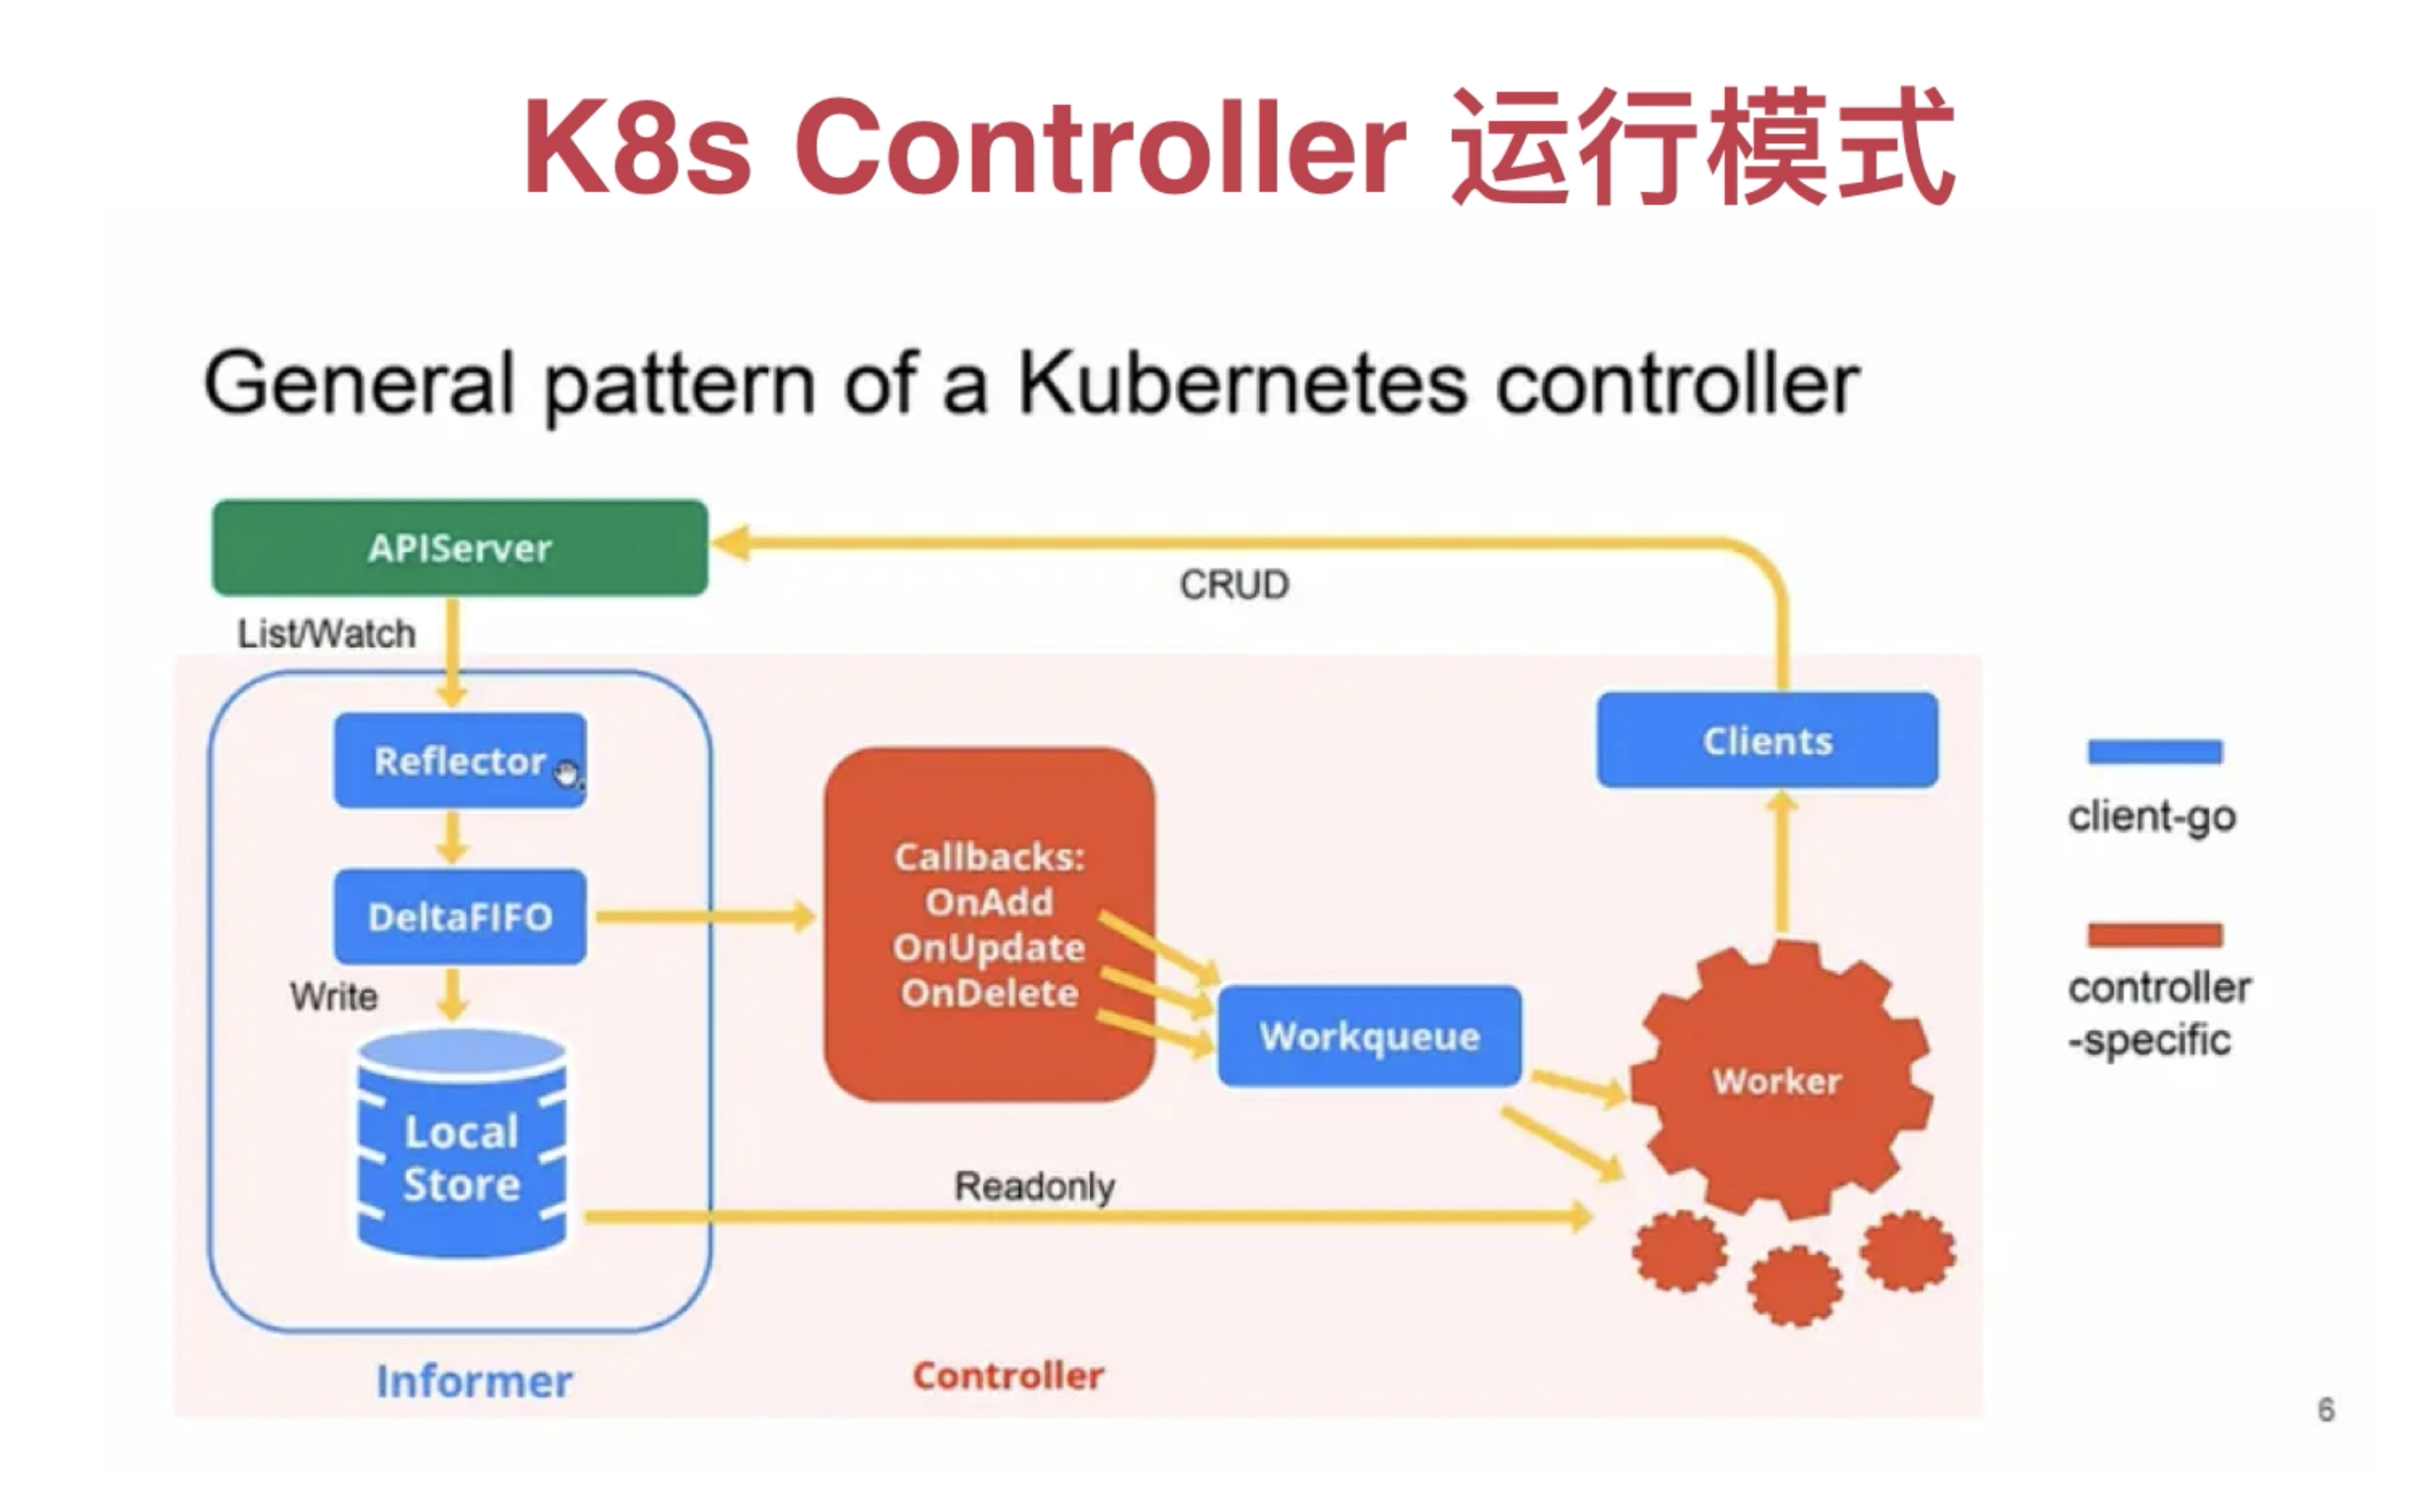 K8s Controller 运行模式
General pattern of a Kubernetes controller
APIServer
CRUD
List/Watch
Reflector
Clients
client-go
Callbacks:
OnAdd
OnUpdate
OnDelete
DeltaFIFO
Write
Workqueue
Worker
controller
-specific
Local
Store
Readonly
Informer
Controller
6